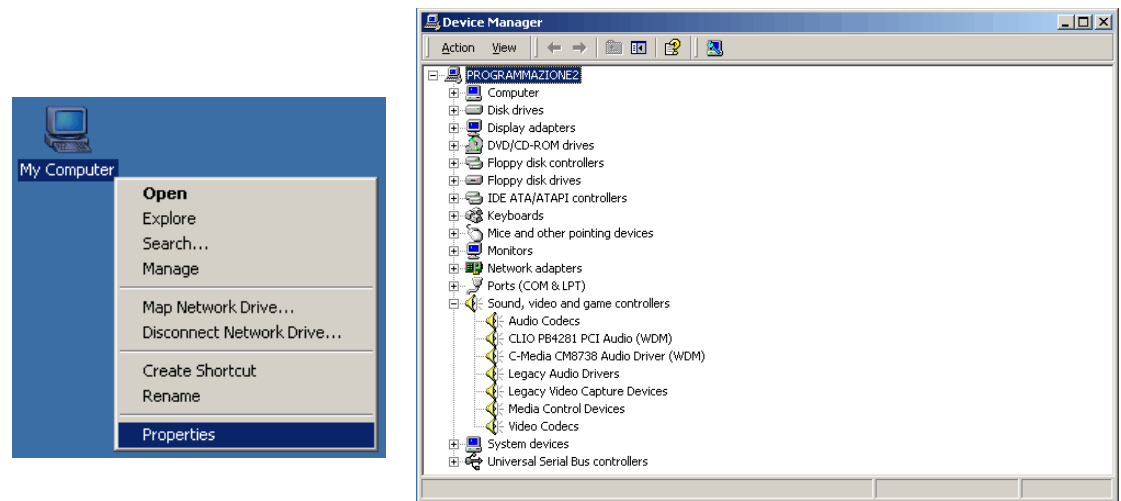 My Computer
Open
Explore
Search...
Manage
Map Network Drive...
Disconnect Network Drive...
Create Shortcut
Rename
Properties
Device Manager
Action View
PROGRAMMAZIONE2
Computer
Disk drives
Display adapters
DVD/CD-ROM drives
Floppy disk controllers
Floppy disk drives
IDE ATA/ATAPI controllers
Keyboards
Mice and other pointing devices
Monitors
Network adapters
Ports (COM & LPT)
Sound, video and game controllers
Audio Codecs
CLIO PB4281 PCI Audio (WDM)
C-Media CM8738 Audio Driver (WDM)
Legacy Audio Drivers
Legacy Video Capture Devices
Media Control Devices
Video Codecs
System devices
Universal Serial Bus controllers